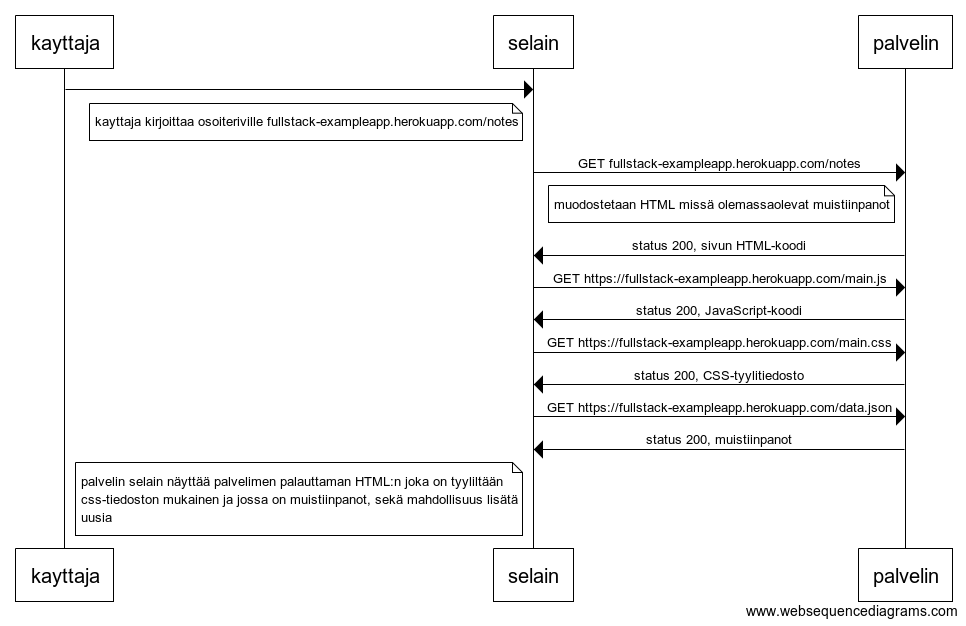 kayttaja
selain
palvelin
kayttaja kirjoittaa osoiteriville fullstack-exampleapp.herokuapp.com/notes
GET fullstack-exampleapp.herokuapp.com/notes
muodostetaan HTML missä olemassaolevat muistiinpanot
status 200, sivun HTML-koodi
GET https://fullstack-exampleapp.herokuapp.com/main.js
status 200, JavaScript-koodi
GET https://fullstack-exampleapp.herokuapp.com/main.css
status 200, CSS-tyylitiedosto
GET https://fullstack-exampleapp.herokuapp.com/data.json
status 200, muistiinpanot
palvelin selain näyttää palvelimen palauttaman HTML:n joka on tyyliltään
css-tiedoston mukainen ja jossa on muistiinpanot, sekä mahdollisuus lisätä
uusia
kayttaja
selain
palvelin
www.websequencediagrams.com